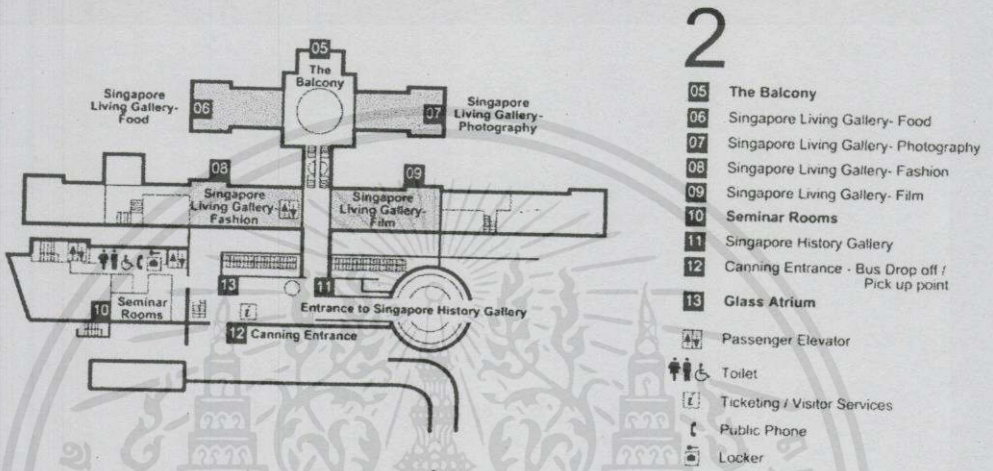 05
The
Balcony
Singapore
Living Gallery-
Food
06
07
Singapore
Living Gallery-
Photography
08
Singapore
Living Gallery-
Fashion
09
Singapore
Living Gallery-
Film
10
Seminar
Rooms
13
11
Entrance to Singapore History Gallery
i
12 Canning Entrance
2
05 The Balcony
06 Singapore Living Gallery- Food
07 Singapore Living Gallery- Photography
08 Singapore Living Gallery- Fashion
09 Singapore Living Gallery- Film
10 Seminar Rooms
11 Singapore History Gallery
12 Canning Entrance - Bus Drop off /
Pick up point
13 Glass Atrium
Passenger Elevator
Toilet
i Ticketing / Visitor Services
Public Phone
Locker